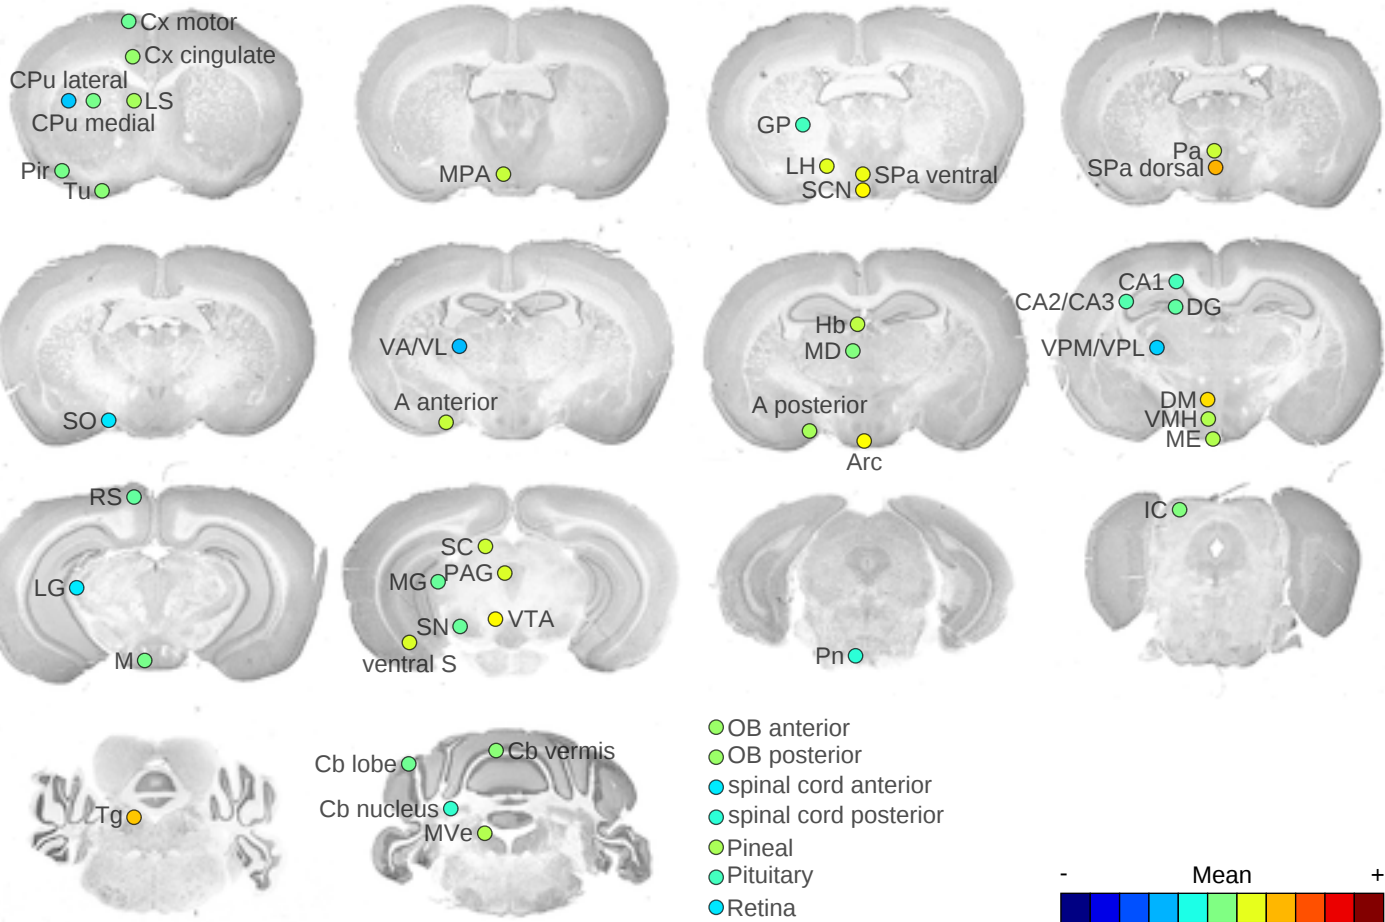 Cx motor
Cx cingulate
CPu lateral
LS
CPu medial
Pir
Tu
MPA
GP
LH
SPa ventral
SCN
Pa
SPa dorsal
SO
VA/VL
A anterior
Hb
MD
A posterior
Arc
CA1
CA2/CA3
DG
VPM/VPL
DM
VMH
ME
RS
LG
M
SC
MG
PAG
SN
VTA
ventral S
Pn
IC
Tg
Cb lobe
Cb vermis
Cb nucleus
MVe
OB anterior
OB posterior
spinal cord anterior
spinal cord posterior
Pineal
Pituitary
Retina
- Mean +